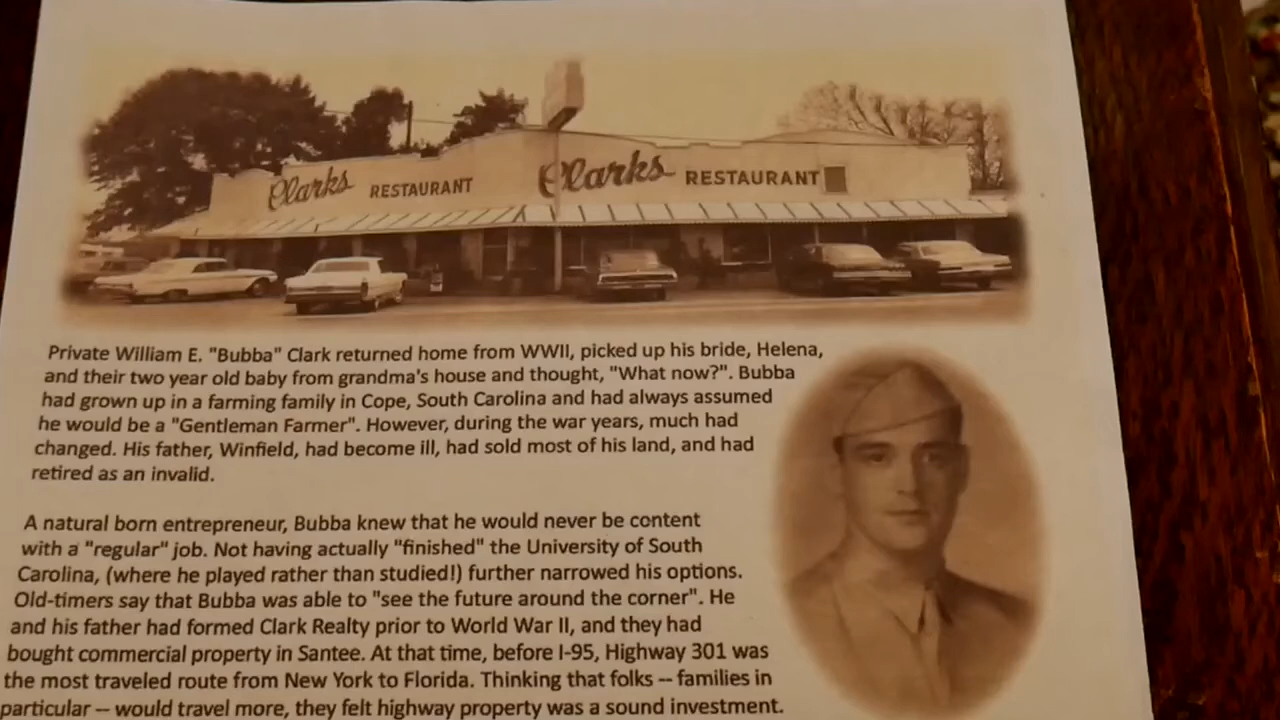 Clarks RESTAURANT Clarks RESTAURANT
Private William E. "Bubba" Clark returned home from WWII, picked up his bride, Helena,
and their two year old baby from grandma's house and thought, "What now?". Bubba
had grown up in a farming family in Cope, South Carolina and had always assumed
he would be a "Gentleman Farmer". However, during the war years, much had
changed. His father, Winfield, had become ill, had sold most of his land, and had
retired as an invalid.
A natural born entrepreneur, Bubba knew that he would never be content
with a "regular" job. Not having actually "finished" the University of South
Carolina, (where he played rather than studied!) further narrowed his options.
Old-timers say that Bubba was able to "see the future around the corner". He
and his father had formed Clark Realty prior to World War II, and they had
bought commercial property in Santee. At that time, before I-95, Highway 301 was
the most traveled route from New York to Florida. Thinking that folks -- families in
particular -- would travel more, they felt highway property was a sound investment.